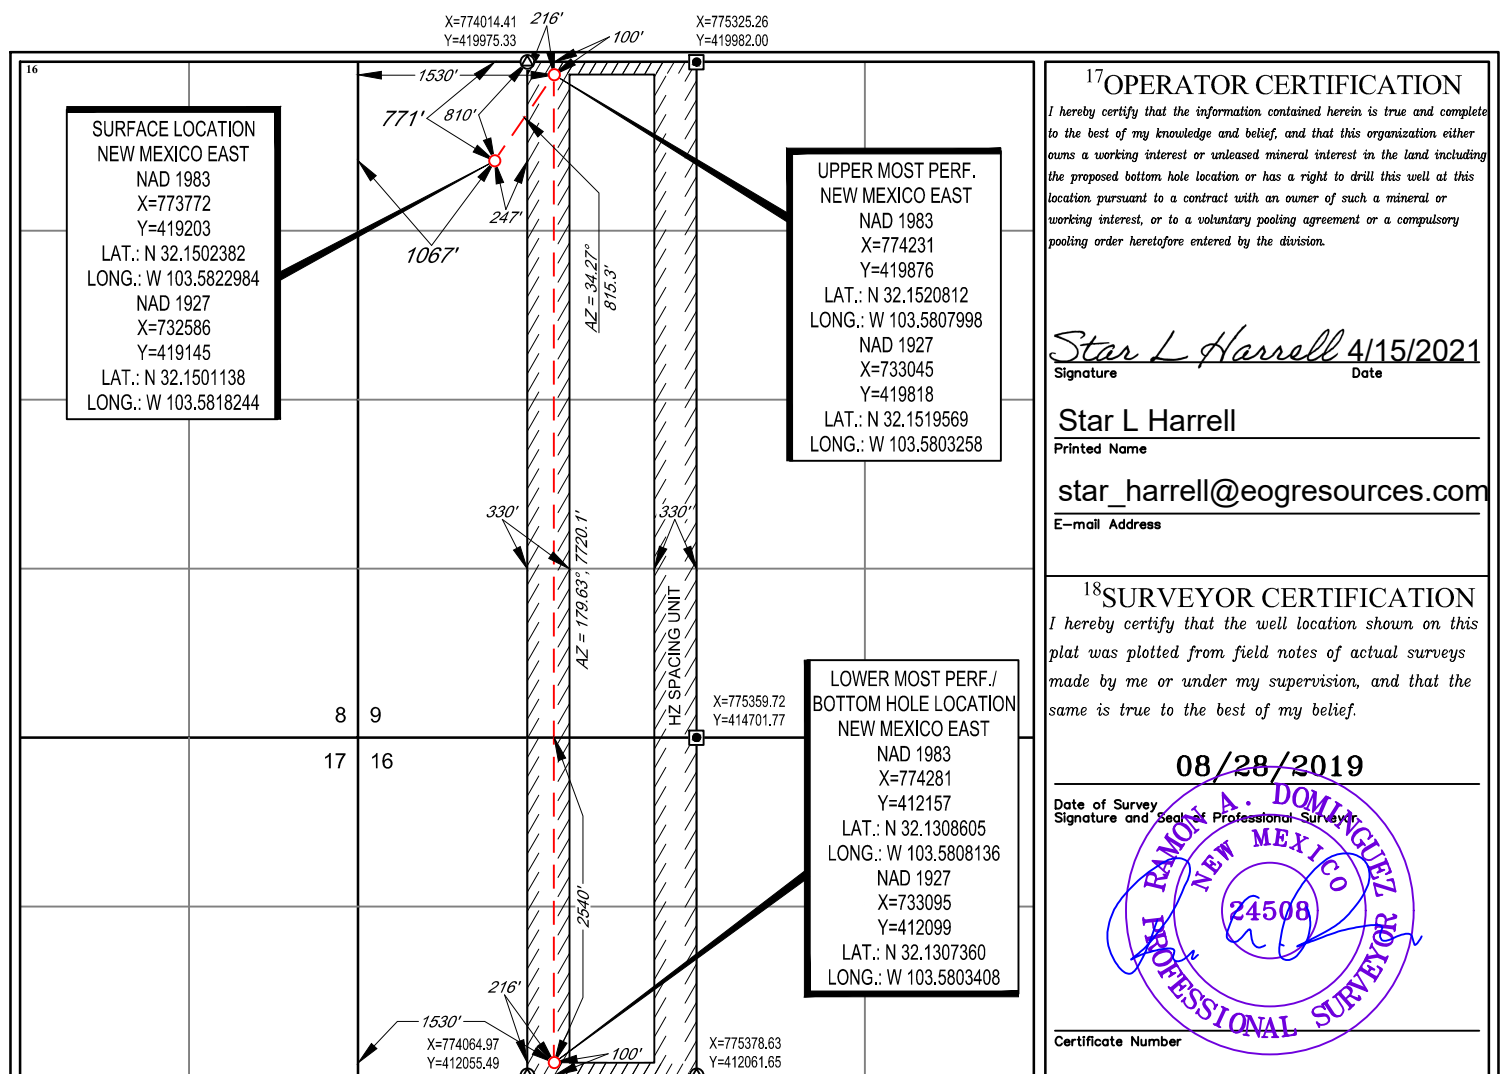 X=774014.41
Y=419975.33
216'
100'
X=775325.26
Y=419982.00
16
1530'
771'
810'
247'
1067'
SURFACE LOCATION
NEW MEXICO EAST
NAD 1983
X=773772
Y=419203
LAT.: N 32.1502382
LONG.: W 103.5822984
NAD 1927
X=732586
Y=419145
LAT.: N 32.1501138
LONG.: W 103.5818244
AZ = 34.27°
815.3'
UPPER MOST PERF.
NEW MEXICO EAST
NAD 1983
X=774231
Y=419876
LAT.: N 32.1520812
LONG.: W 103.5807998
NAD 1927
X=733045
Y=419818
LAT.: N 32.1519569
LONG.: W 103.5803258
330'
330'
AZ = 179.63°, 7720.1'
HZ SPACING UNIT
X=775359.72
Y=414701.77
8 9
17 16
LOWER MOST PERF./
BOTTOM HOLE LOCATION
NEW MEXICO EAST
NAD 1983
X=774281
Y=412157
LAT.: N 32.1308605
LONG.: W 103.5808136
NAD 1927
X=733095
Y=412099
LAT.: N 32.1307360
LONG.: W 103.5803408
2540'
216'
1530'
X=774064.97
Y=412055.49
100'
X=775378.63
Y=412061.65
17 OPERATOR CERTIFICATION
I hereby certify that the information contained herein is true and complete
to the best of my knowledge and belief, and that this organization either
owns a working interest or unleased mineral interest in the land including
the proposed bottom hole location or has a right to drill this well at this
location pursuant to a contract with an owner of such a mineral or
working interest, or to a voluntary pooling agreement or a compulsory
pooling order heretofore entered by the division.
Star L Harrell 4/15/2021
Signature Date
Star L Harrell
Printed Name
star_harrell@eogresources.com
E-mail Address
18 SURVEYOR CERTIFICATION
I hereby certify that the well location shown on this
plat was plotted from field notes of actual surveys
made by me or under my supervision, and that the
same is true to the best of my belief.
08/28/2019
Date of Survey
Signature and Seal of Professional Surveyor:
RAMON A. DOMINGUEZ
NEW MEXICO
24508
PROFESSIONAL SURVEYOR
Certificate Number